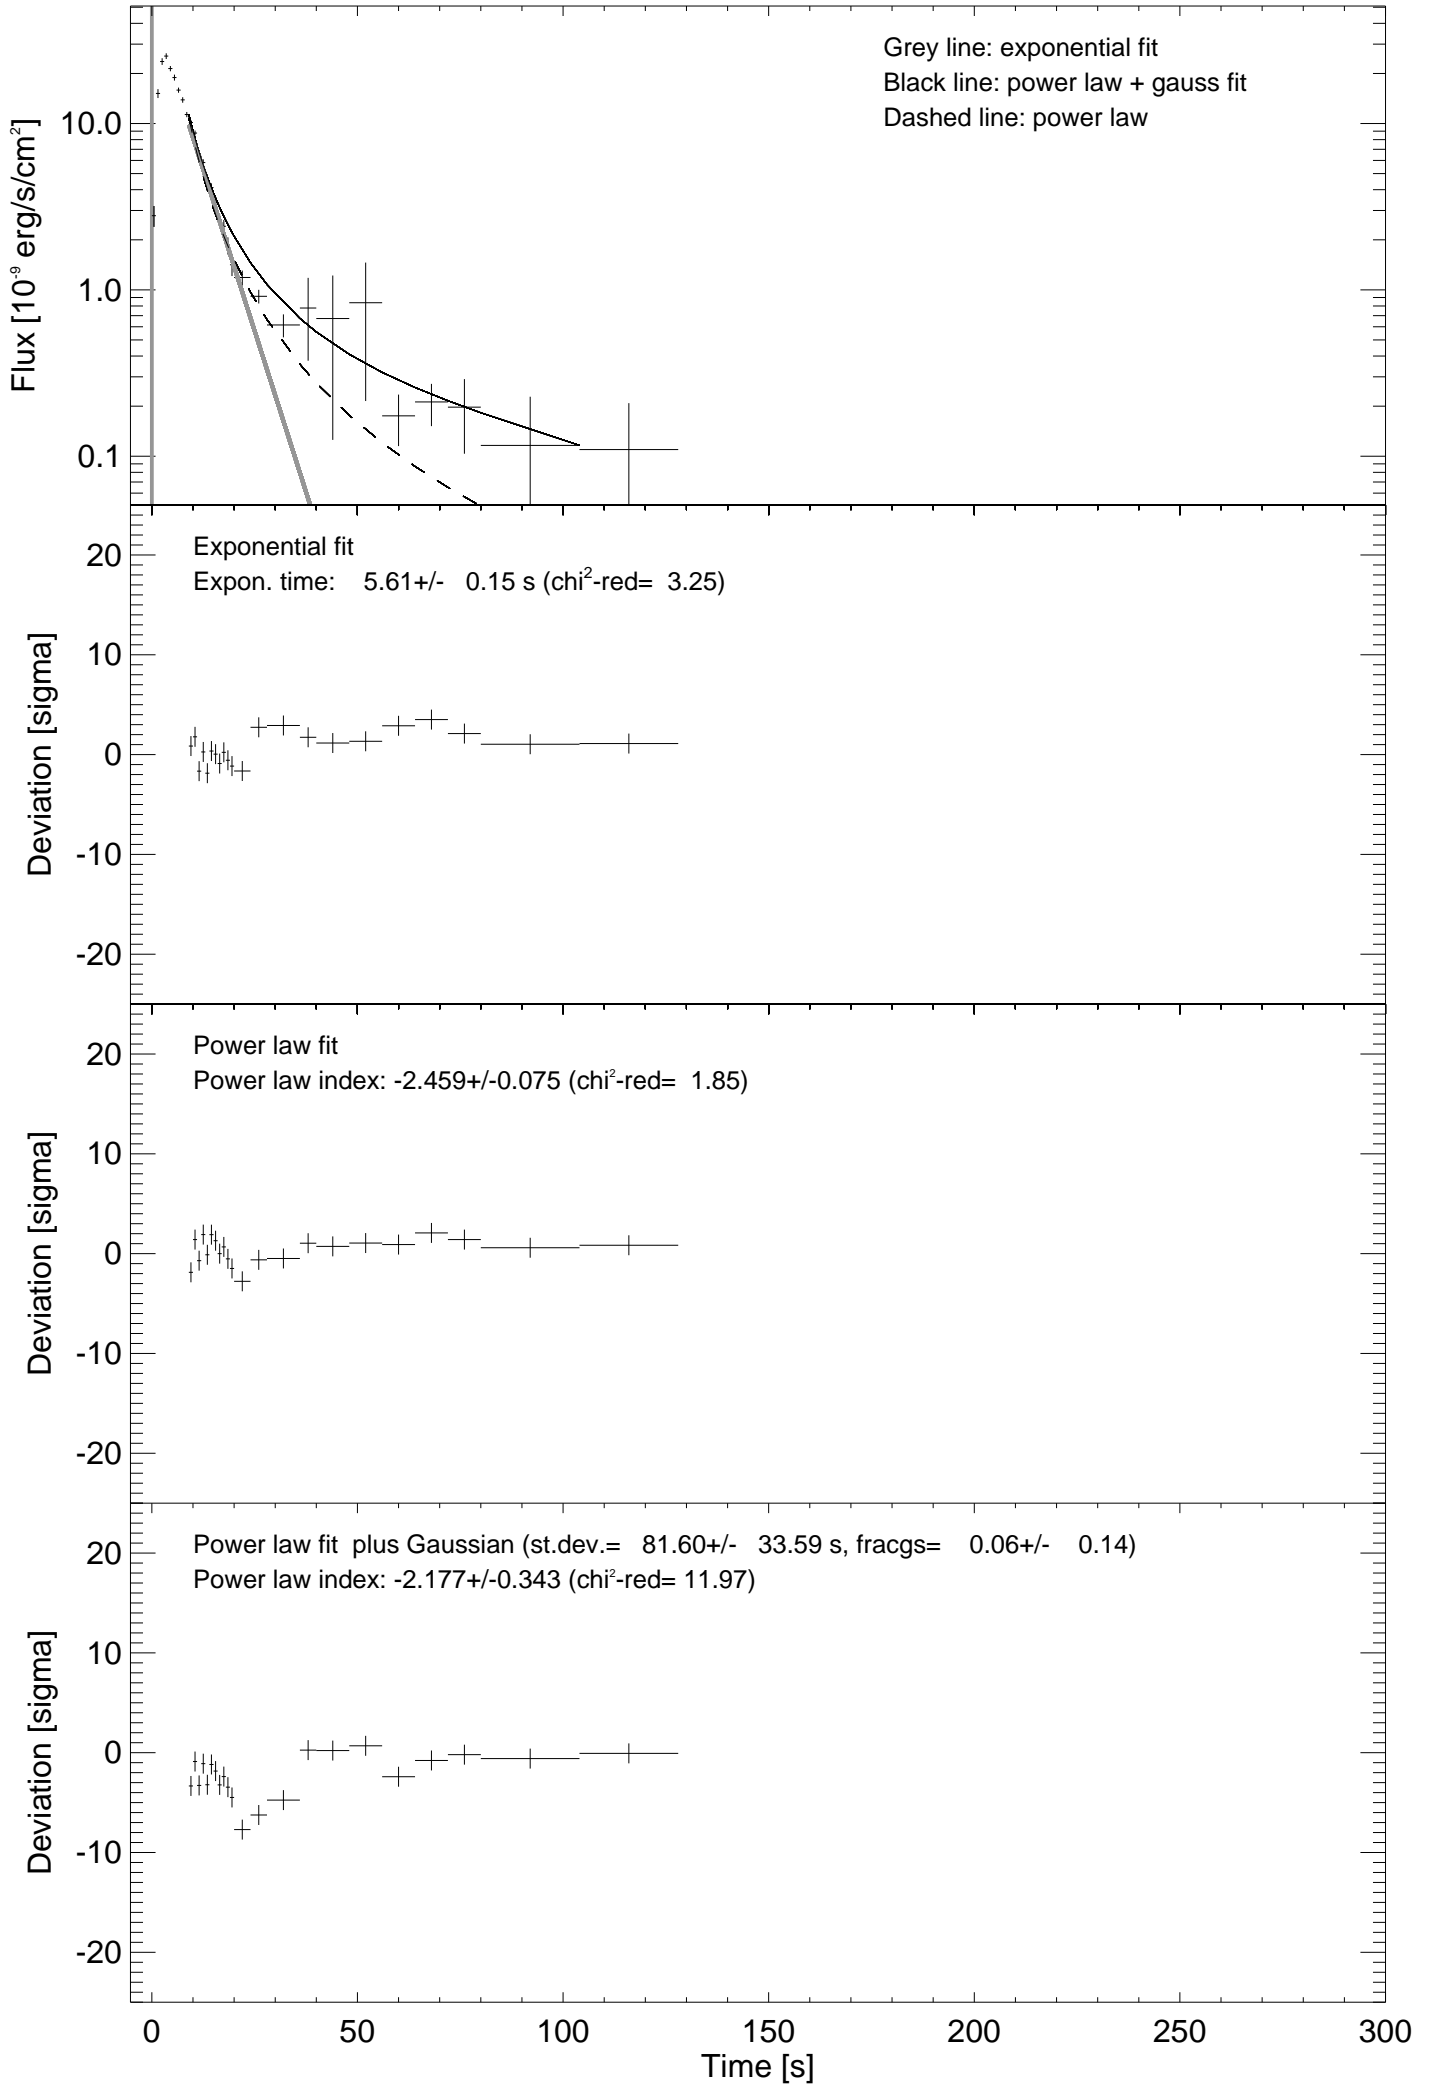 Grey line: exponential fit
Black line: power law + gauss fit
Dashed line: power law
10.0
1.0
0.1
Flux [10⁻⁹ erg/s/cm²]
Exponential fit
Expon. time: 5.61+/- 0.15 s (chi²-red= 3.25)
20
10
0
-10
-20
Deviation [sigma]
Power law fit
Power law index: -2.459+/-0.075 (chi²-red= 1.85)
20
10
0
-10
-20
Deviation [sigma]
Power law fit plus Gaussian (st.dev.= 81.60+/- 33.59 s, fracgs= 0.06+/- 0.14)
Power law index: -2.177+/-0.343 (chi²-red= 11.97)
20
10
0
-10
-20
Deviation [sigma]
0 50 100 150 200 250 300
Time [s]